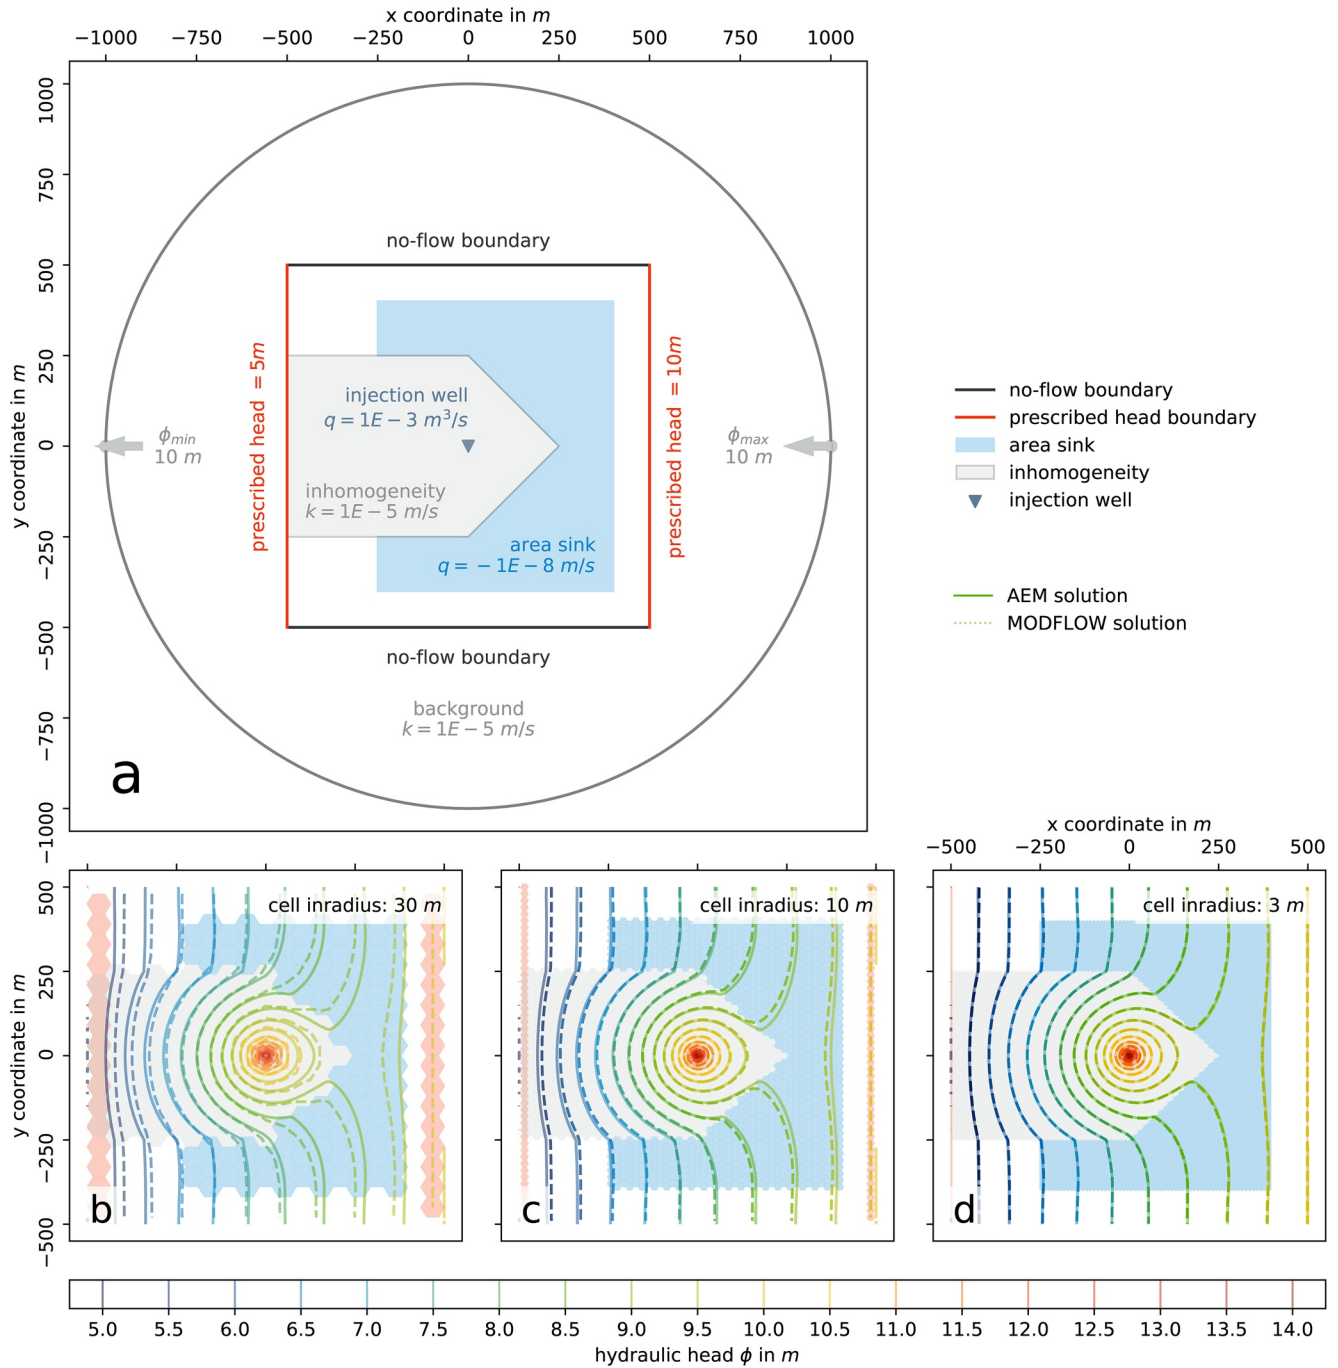 x coordinate in m
−1000 −750 −500 −250 0 250 500 750 1000
y coordinate in m
1000
750
500
250
0
−250
−500
−750
−1000
no-flow boundary
prescribed head = 5m
prescribed head = 10m
injection well
q = 1E − 3 m³/s
ϕmin
10 m
ϕmax
10 m
inhomogeneity
k = 1E − 5 m/s
area sink
q = − 1E − 8 m/s
no-flow boundary
background
k = 1E − 5 m/s
a
no-flow boundary
prescribed head boundary
area sink
inhomogeneity
injection well
AEM solution
MODFLOW solution
x coordinate in m
−500 −250 0 250 500
y coordinate in m
500
250
0
−250
−500
cell inradius: 30 m
b
cell inradius: 10 m
c
cell inradius: 3 m
d
5.0 5.5 6.0 6.5 7.0 7.5 8.0 8.5 9.0 9.5 10.0 10.5 11.0 11.5 12.0 12.5 13.0 13.5 14.0
hydraulic head ϕ in m